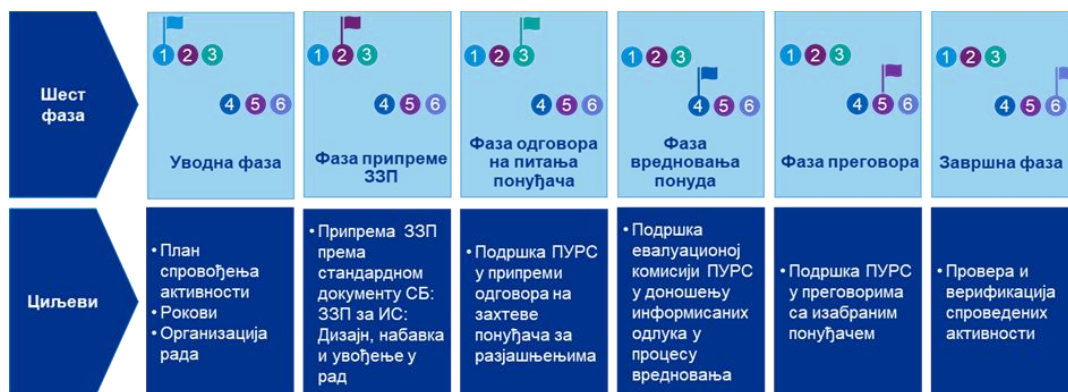 Шест
фаза
1 2 3
4 5 6
Уводна фаза
1 2 3
4 5 6
Фаза припреме
ЗЗП
1 2 3
4 5 6
Фаза одговора
на питања
понуђача
1 2 3
4 5 6
Фаза
вредновања
понуда
1 2 3
4 5 6
Фаза преговора
1 2 3
4 5 6
Завршна фаза
Циљеви
• План
спровођења
активности
• Рокови
• Организација
рада
• Припрема ЗЗП
према
стандардном
документу СБ:
ЗЗП за ИС:
Дизајн, набавка
и увођење у
рад
• Подршка ПУРС
у припреми
одговора на
захтеве
понуђача за
разјашњењима
• Подршка
евалуационој
комисији ПУРС
у доношењу
информисаних
одлука у
процесу
вредновања
• Подршка ПУРС
у преговорима
са изабраним
понуђачем
• Провера и
верификација
спроведених
активности